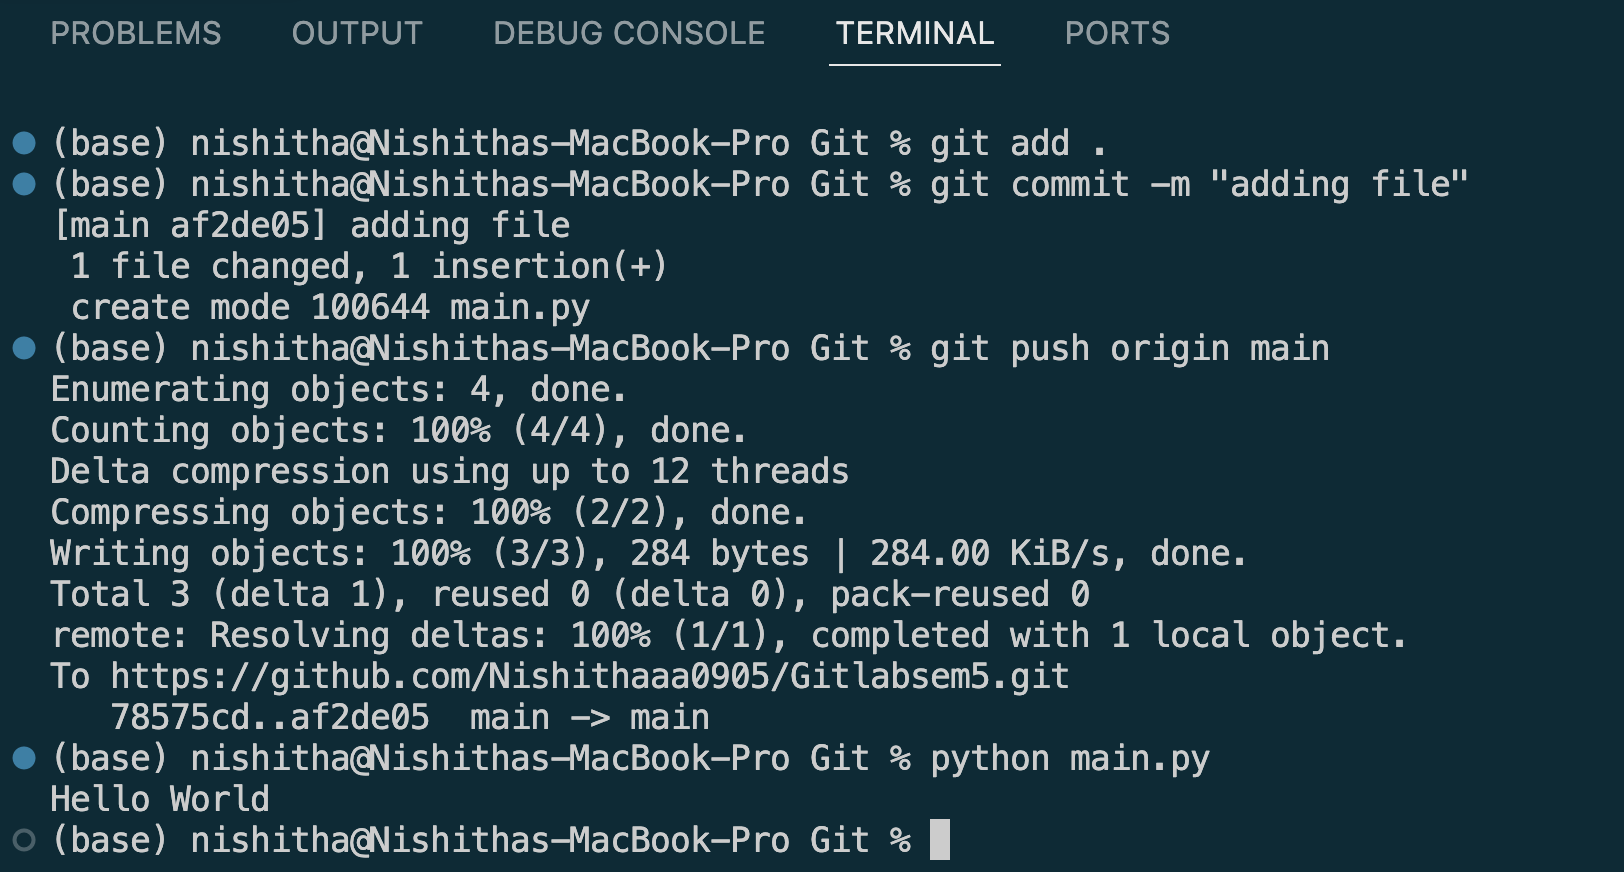 PROBLEMS OUTPUT DEBUG CONSOLE TERMINAL PORTS
(base) nishitha@Nishithas-MacBook-Pro Git % git add .
(base) nishitha@Nishithas-MacBook-Pro Git % git commit -m "adding file"
[main af2de05] adding file
 1 file changed, 1 insertion(+)
 create mode 100644 main.py
(base) nishitha@Nishithas-MacBook-Pro Git % git push origin main
Enumerating objects: 4, done.
Counting objects: 100% (4/4), done.
Delta compression using up to 12 threads
Compressing objects: 100% (2/2), done.
Writing objects: 100% (3/3), 284 bytes | 284.00 KiB/s, done.
Total 3 (delta 1), reused 0 (delta 0), pack-reused 0
remote: Resolving deltas: 100% (1/1), completed with 1 local object.
To https://github.com/Nishithaaa0905/Gitlabsem5.git
   78575cd..af2de05  main -> main
(base) nishitha@Nishithas-MacBook-Pro Git % python main.py
Hello World
(base) nishitha@Nishithas-MacBook-Pro Git %